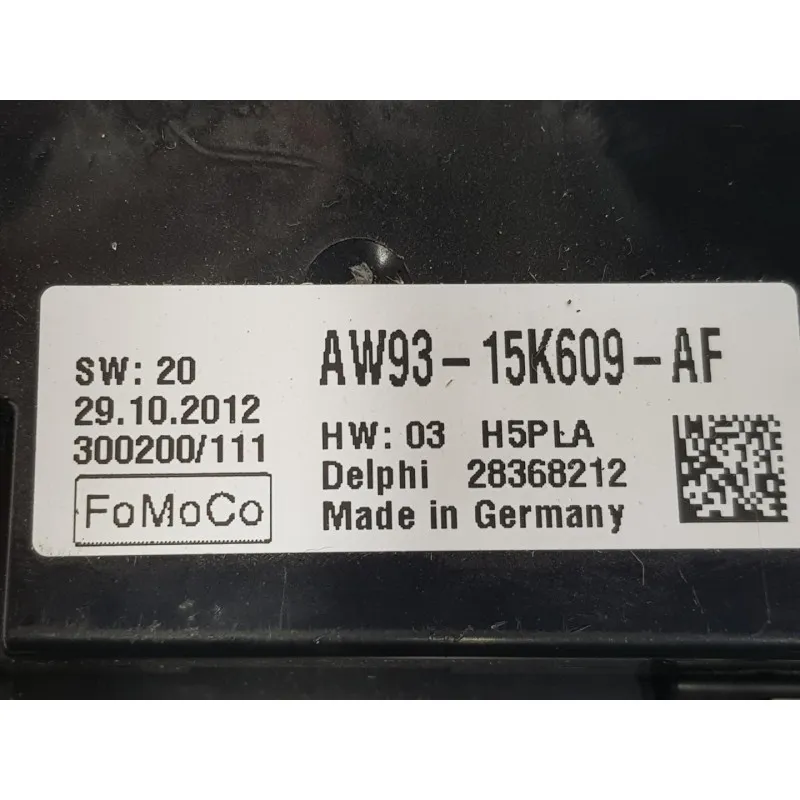 SW: 20
29.10.2012
300200/111
FoMoCo
AW93-15K609-AF
HW: 03 H5PLA
Delphi 28368212
Made in Germany